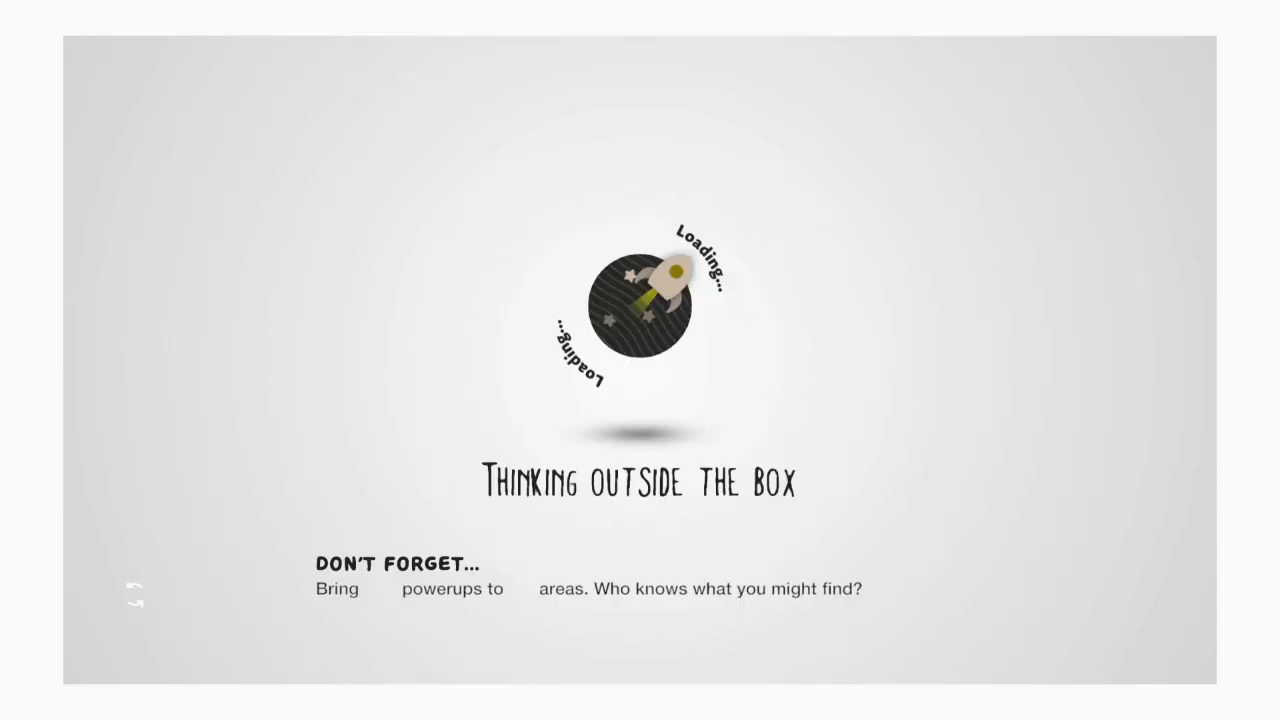 Loading...
Loading...
THINKING OUTSIDE THE BOX
DON'T FORGET...
Bring powerups to areas. Who knows what you might find?